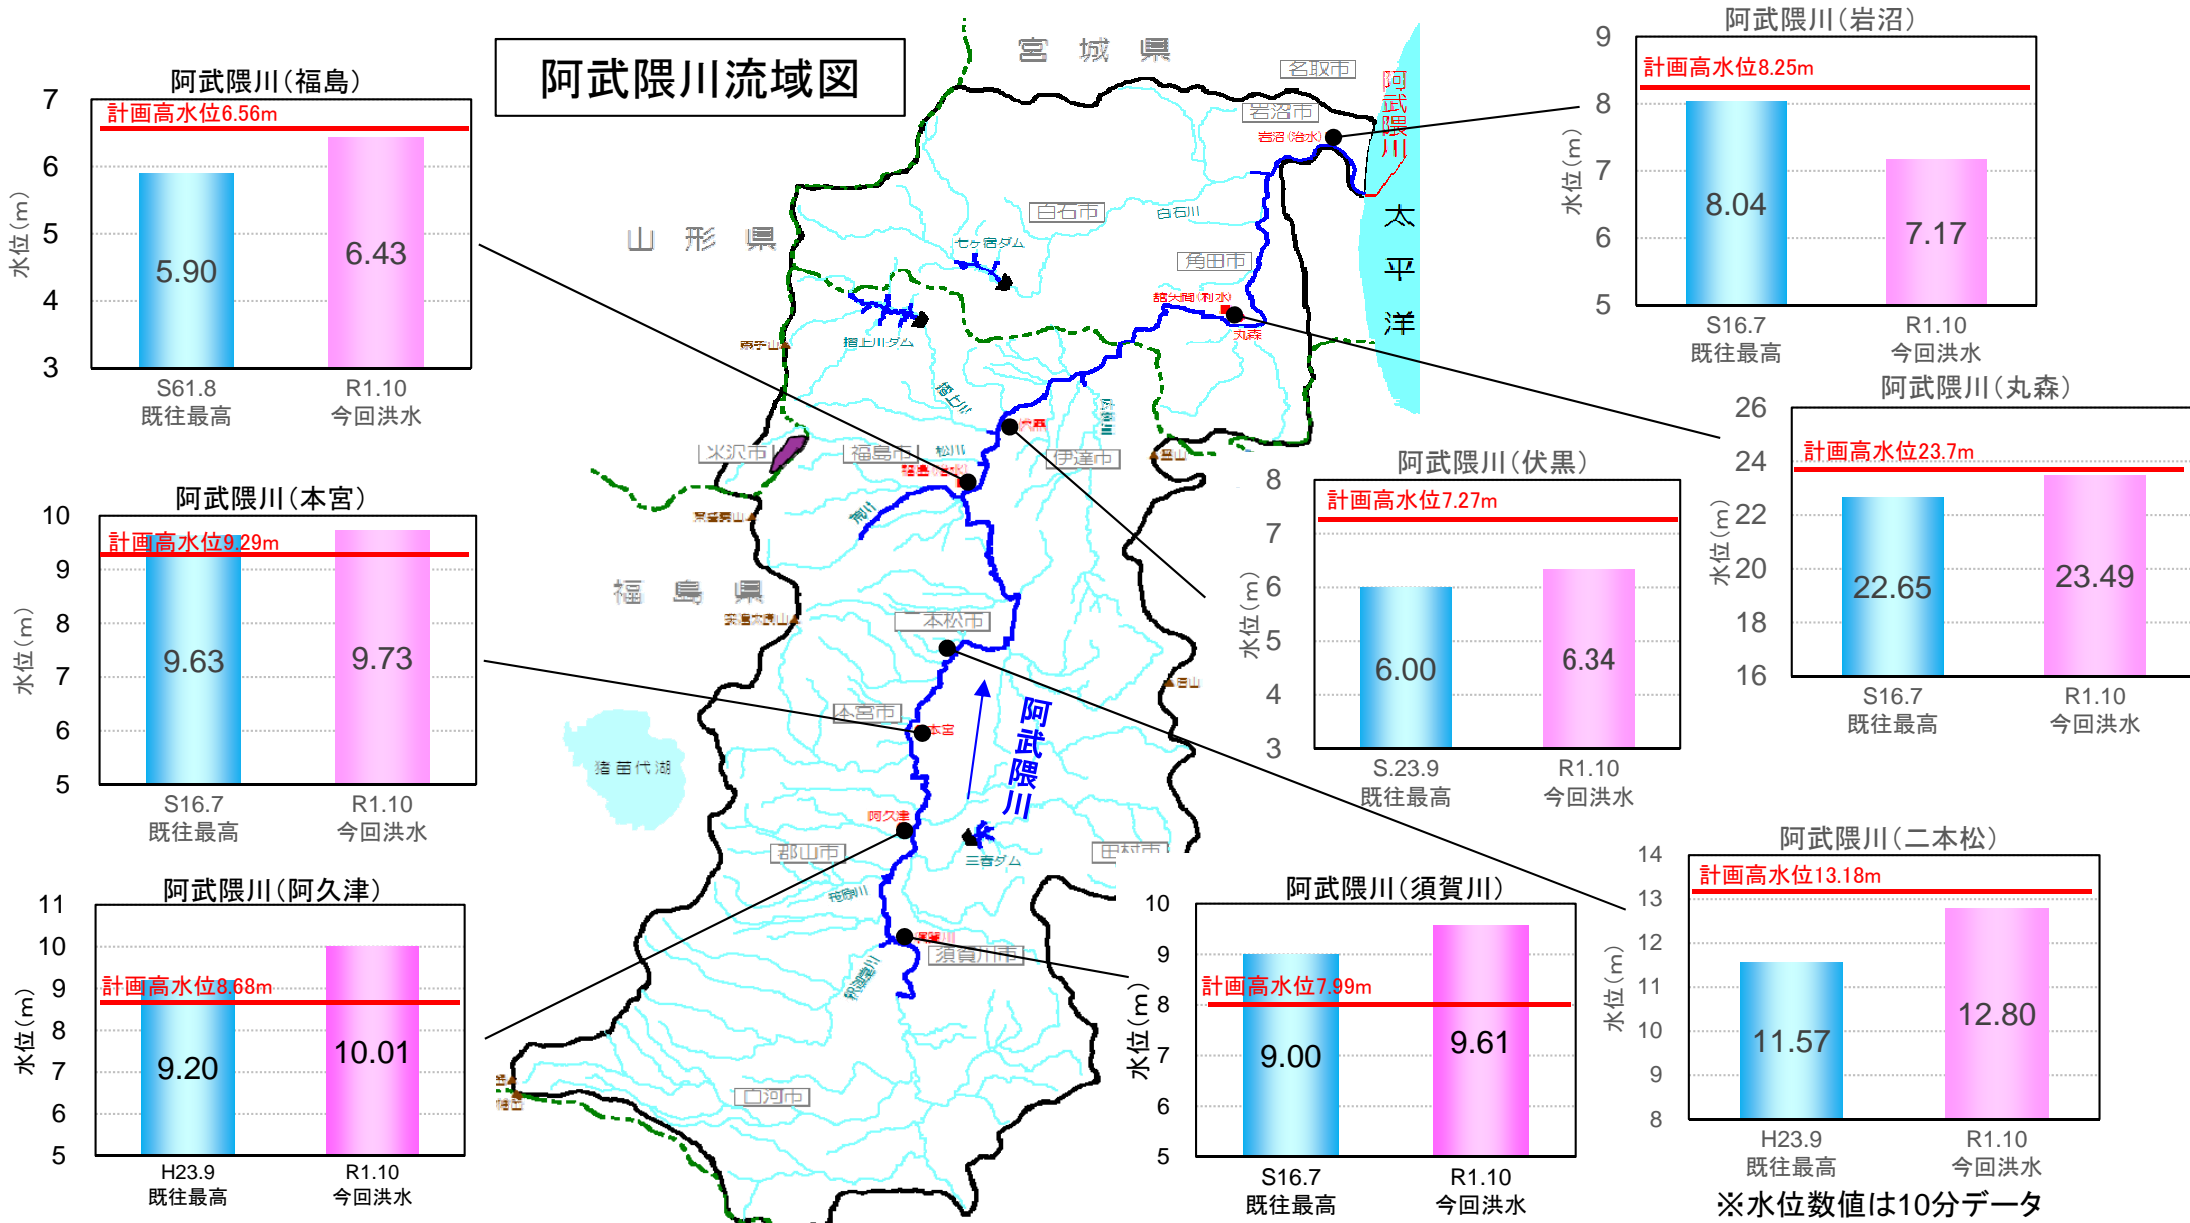 阿武隈川流域図
阿武隈川(福島)
水位(m)
7
6
5
4
3
計画高水位6.56m
5.90
6.43
S61.8
既往最高
R1.10
今回洪水
阿武隈川(本宮)
水位(m)
10
9
8
7
6
5
計画高水位9.29m
9.63
9.73
S16.7
既往最高
R1.10
今回洪水
阿武隈川(阿久津)
水位(m)
11
10
9
8
7
6
5
計画高水位8.68m
9.20
10.01
H23.9
既往最高
R1.10
今回洪水
宮城県
名取市
阿武隈川
岩沼市
岩沼(治水)
太平洋
白石市
白石川
山形県
七ヶ宿ダム
角田市
舘矢間(利水)
丸森
摺上川ダム
摺上川
米沢市
福島市
松川
伊達市
荒川
福島県
二本松市
本宮市
本宮
阿武隈川
猪苗代湖
阿久津
郡山市
三春ダム
田村市
笹原川
須賀川市
釈迦堂川
白河市
阿武隈川(岩沼)
水位(m)
9
8
7
6
5
計画高水位8.25m
8.04
7.17
S16.7
既往最高
R1.10
今回洪水
阿武隈川(丸森)
水位(m)
26
24
22
20
18
16
計画高水位23.7m
22.65
23.49
S16.7
既往最高
R1.10
今回洪水
阿武隈川(伏黒)
水位(m)
8
7
6
5
4
3
計画高水位7.27m
6.00
6.34
S.23.9
既往最高
R1.10
今回洪水
阿武隈川(二本松)
水位(m)
14
13
12
11
10
9
8
計画高水位13.18m
11.57
12.80
H23.9
既往最高
R1.10
今回洪水
阿武隈川(須賀川)
水位(m)
10
9
8
7
6
5
計画高水位7.99m
9.00
9.61
S16.7
既往最高
R1.10
今回洪水
※水位数値は10分データ